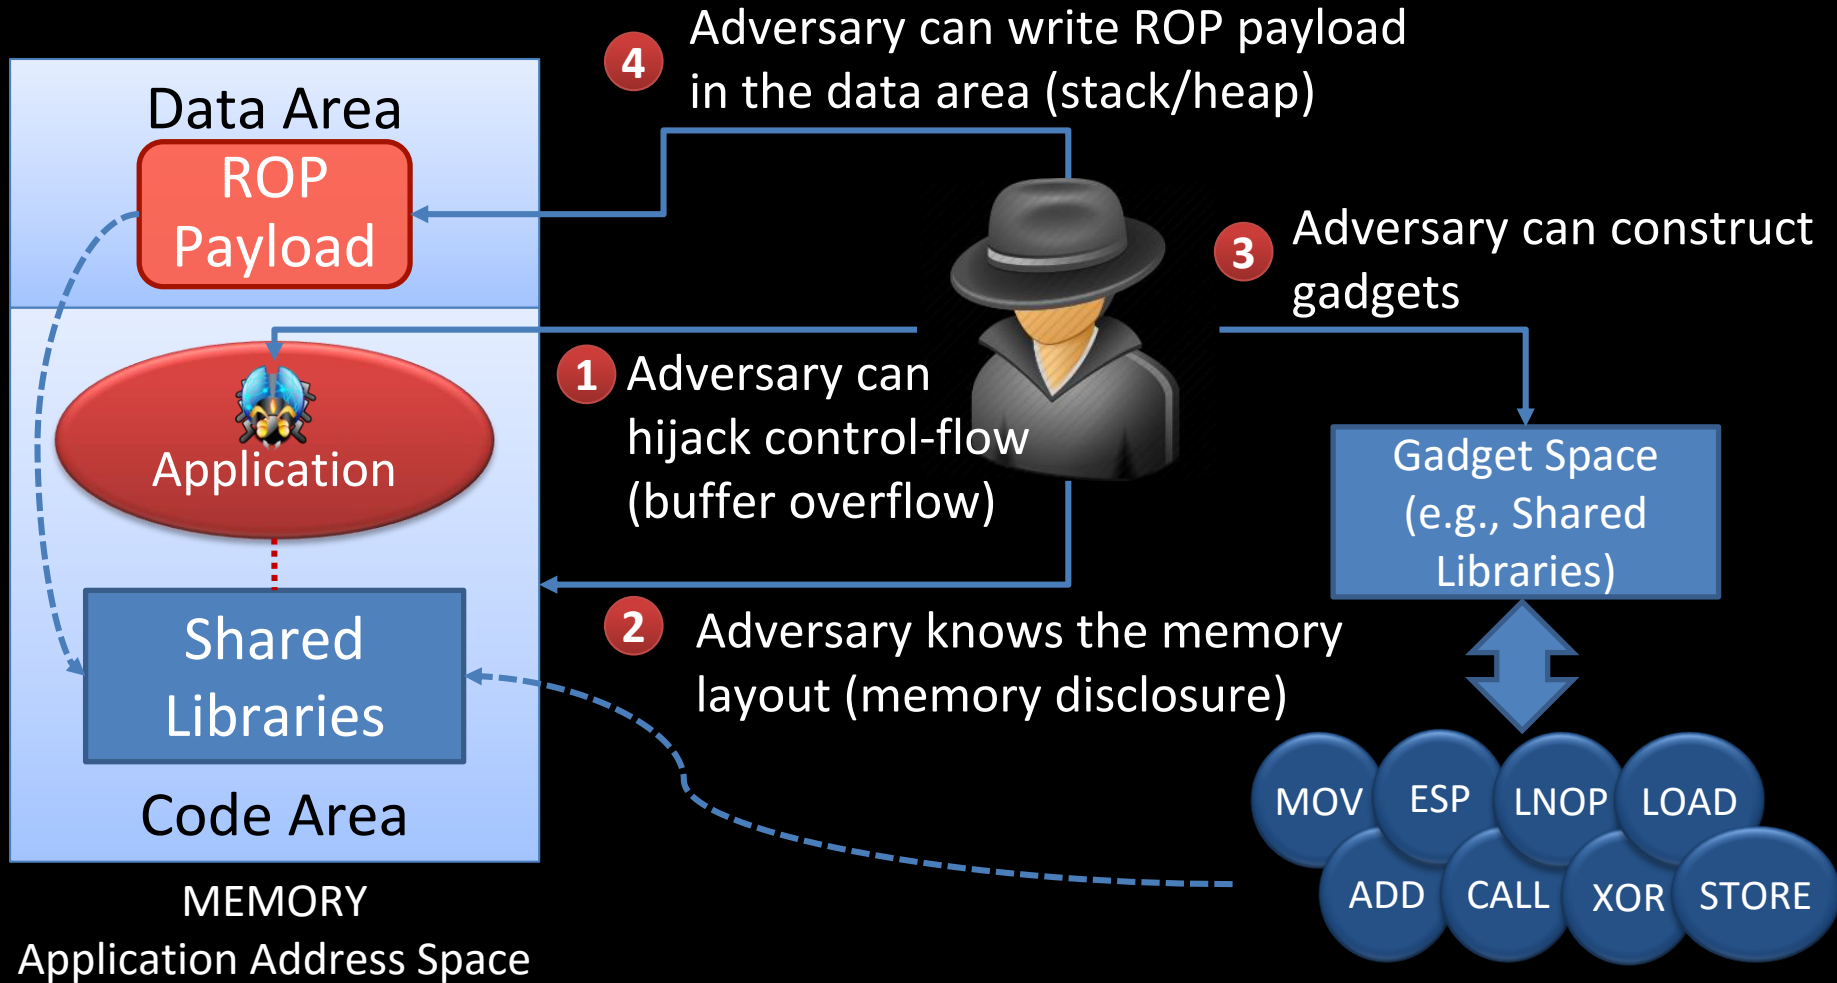 4
Adversary can write ROP payload
in the data area (stack/heap)
Data Area
ROP
Payload
3
Adversary can construct
gadgets
1
Adversary can
hijack control-flow
(buffer overflow)
Application
Gadget Space
(e.g., Shared
Libraries)
2
Adversary knows the memory
layout (memory disclosure)
Shared
Libraries
Code Area
MOV
ESP
LNOP
LOAD
ADD
CALL
XOR
STORE
MEMORY
Application Address Space